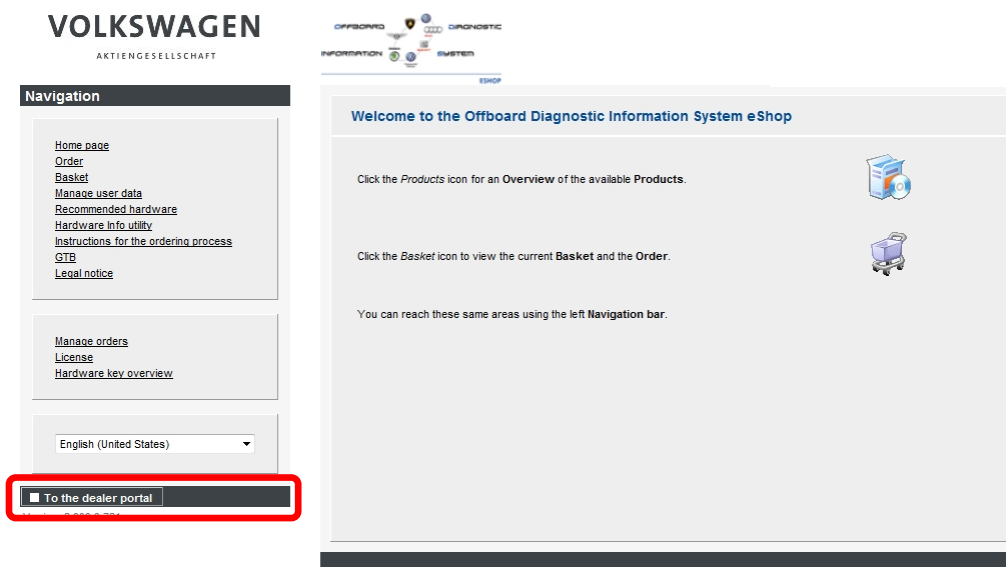 VOLKSWAGEN
AKTIENGESELLSCHAFT
OFFBOARD DIAGNOSTIC
INFORMATION SYSTEM
ESHOP
Navigation
Home page
Order
Basket
Manage user data
Recommended hardware
Hardware Info utility
Instructions for the ordering process
GTB
Legal notice
Manage orders
License
Hardware key overview
English (United States)
To the dealer portal
Welcome to the Offboard Diagnostic Information System eShop
Click the Products icon for an Overview of the available Products.
Click the Basket icon to view the current Basket and the Order.
You can reach these same areas using the left Navigation bar.